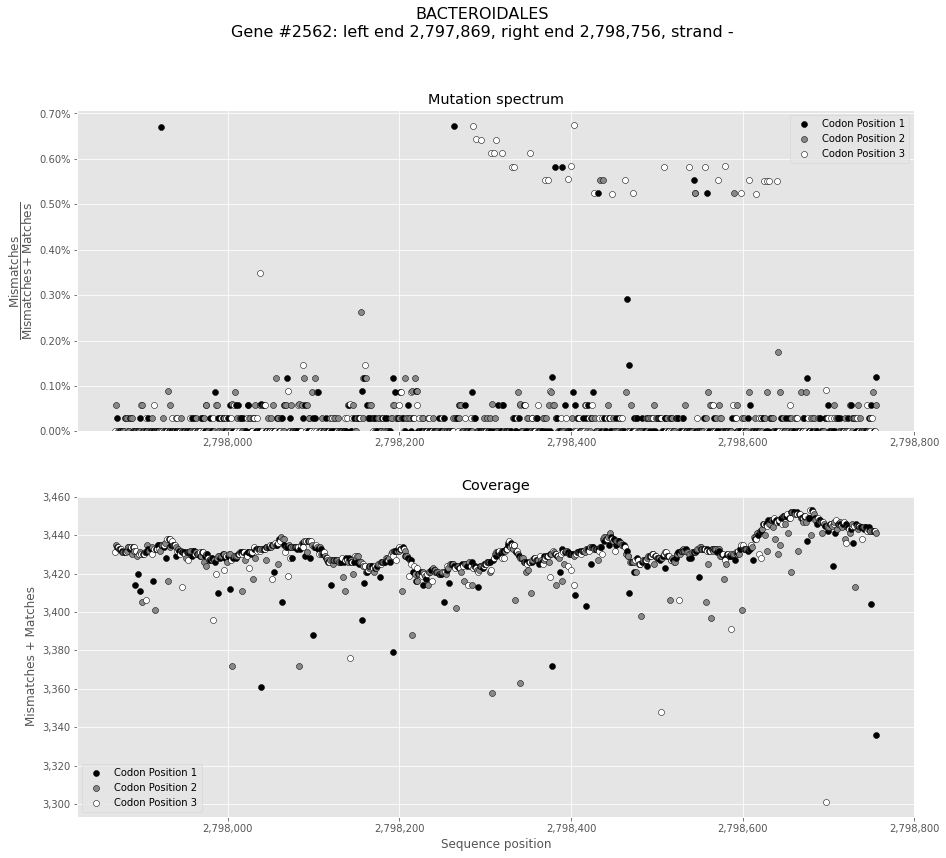 BACTEROIDALES
Gene #2562: left end 2,797,869, right end 2,798,756, strand -
Mutation spectrum
0.70%
0.60%
0.50%
0.40%
0.30%
0.20%
0.10%
0.00%
Mismatches
Mismatches + Matches
Codon Position 1
Codon Position 2
Codon Position 3
2,798,000
2,798,200
2,798,400
2,798,600
2,798,800
Coverage
3,460
3,440
3,420
3,400
3,380
3,360
3,340
3,320
3,300
Mismatches + Matches
Codon Position 1
Codon Position 2
Codon Position 3
2,798,000
2,798,200
2,798,400
2,798,600
2,798,800
Sequence position